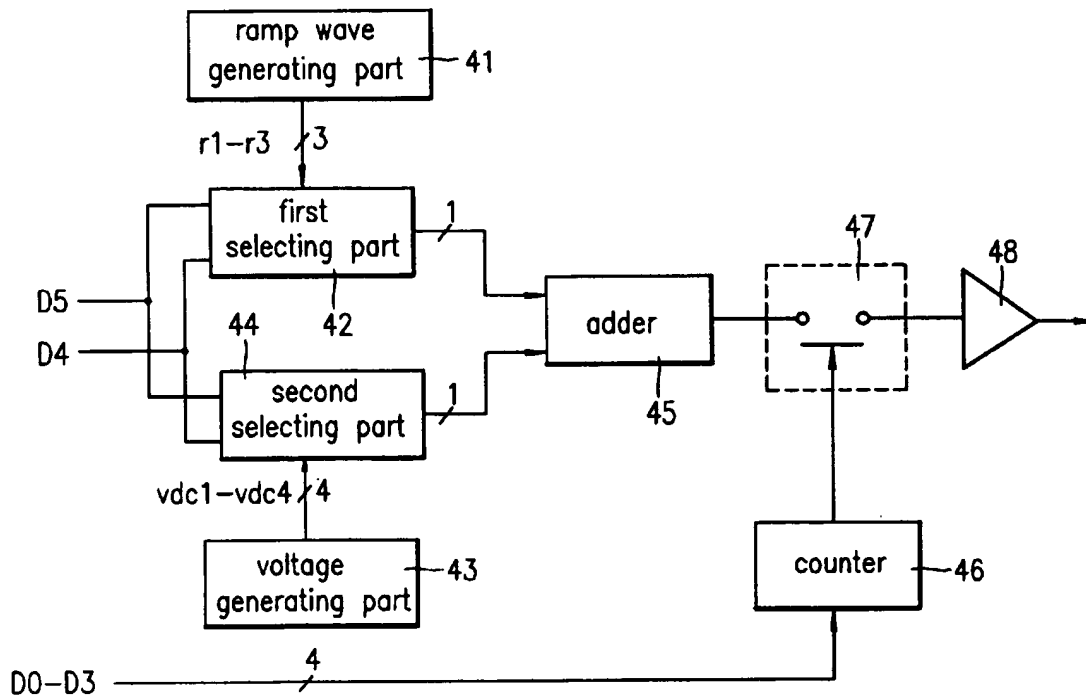 ramp wave
generating part
41
r1-r3
3
first
selecting part
1
42
D5
D4
44
second
selecting part
1
adder
45
47
48
vdc1-vdc4
4
voltage
generating part
43
counter
46
D0-D3
4